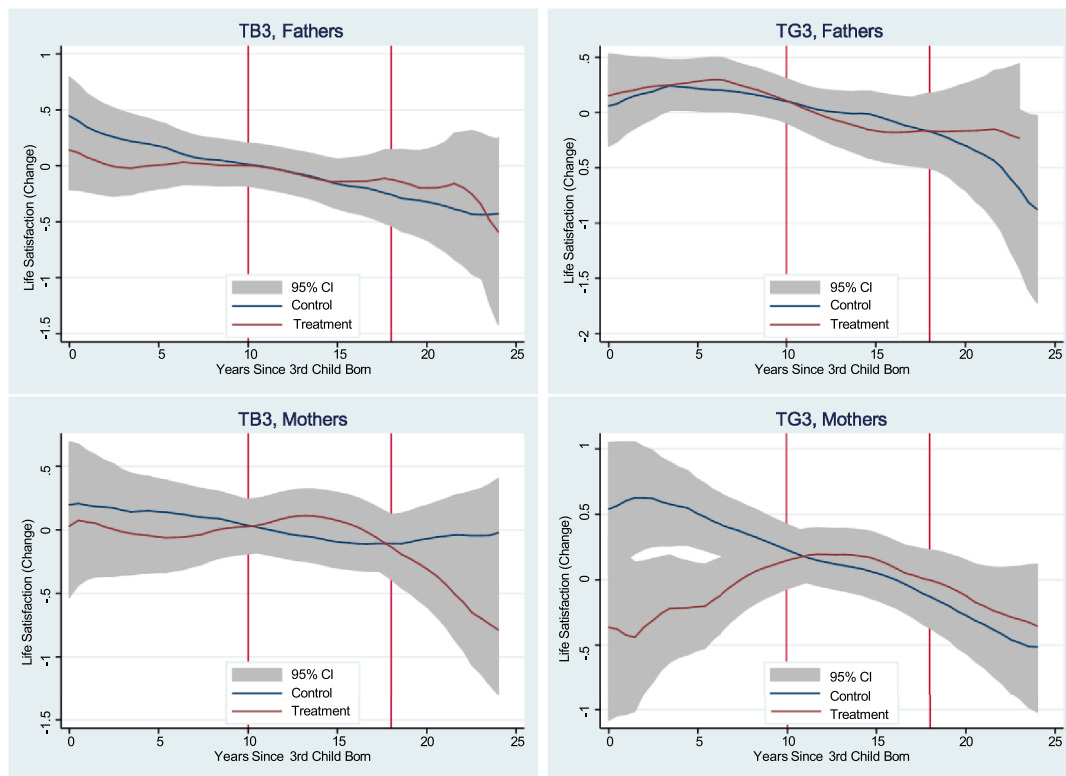 TB3, Fathers
Life Satisfaction (Change)
1
.5
0
-.5
-1
-1.5
95% CI
Control
Treatment
0 5 10 15 20 25
Years Since 3rd Child Born
TG3, Fathers
Life Satisfaction (Change)
.5
0
0.5
-1
-1.5
-2
95% CI
Control
Treatment
0 5 10 15 20 25
Years Since 3rd Child Born
TB3, Mothers
Life Satisfaction (Change)
.5
0
-.5
-1
-1.5
95% CI
Control
Treatment
0 5 10 15 20 25
Years Since 3rd Child Born
TG3, Mothers
Life Satisfaction (Change)
1
0.5
0
-.5
-1
95% CI
Control
Treatment
0 5 10 15 20 25
Years Since 3rd Child Born